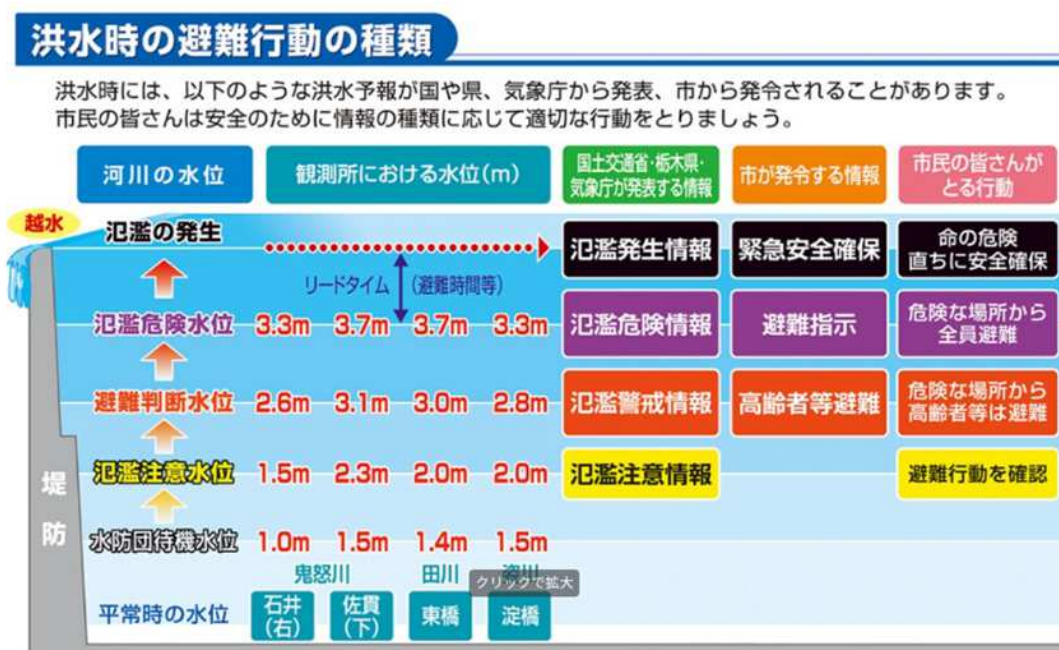 洪水時の避難行動の種類
洪水時には、以下のような洪水予報が国や県、気象庁から発表、市から発令されることがあります。
市民の皆さんは安全のために情報の種類に応じて適切な行動をとりましょう。
河川の水位
観測所における水位(m)
国土交通省・栃木県・
気象庁が発表する情報
市が発令する情報
市民の皆さんが
とる行動
越水
氾濫の発生
氾濫発生情報
緊急安全確保
命の危険
直ちに安全確保
リードタイム (避難時間等)
氾濫危険水位 3.3m 3.7m 3.7m 3.3m
氾濫危険情報
避難指示
危険な場所から
全員避難
避難判断水位 2.6m 3.1m 3.0m 2.8m
氾濫警戒情報
高齢者等避難
危険な場所から
高齢者等は避難
氾濫注意水位 1.5m 2.3m 2.0m 2.0m
氾濫注意情報
避難行動を確認
堤防
水防団待機水位 1.0m 1.5m 1.4m 1.5m
鬼怒川 田川
クリックで拡大
平常時の水位
石井
(右)
佐貫
(下)
東橋
淀橋